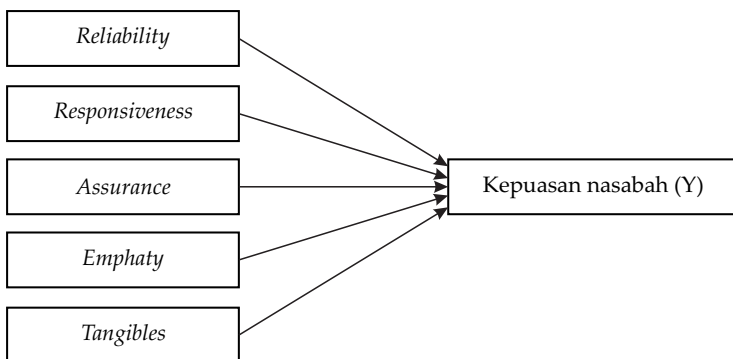 Reliability
Responsiveness
Assurance
Kepuasan nasabah (Y)
Emphaty
Tangibles